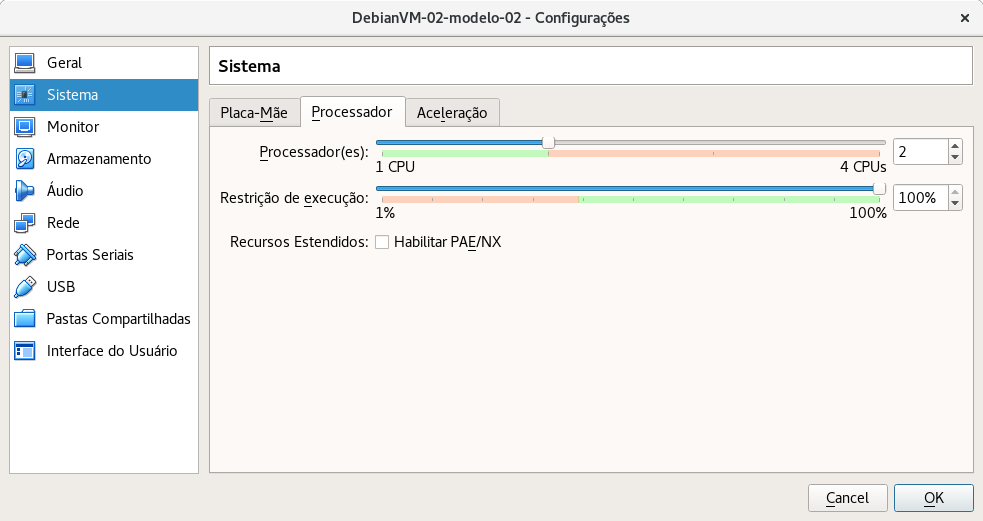 DebianVM-02-modelo-02 - Configurações
Geral
Sistema
Monitor
Armazenamento
Áudio
Rede
Portas Seriais
USB
Pastas Compartilhadas
Interface do Usuário
Sistema
Placa-Mãe Processador Aceleração
Processador(es): 2
1 CPU 4 CPUs
Restrição de execução: 100%
1% 100%
Recursos Estendidos: Habilitar PAE/NX
Cancel OK